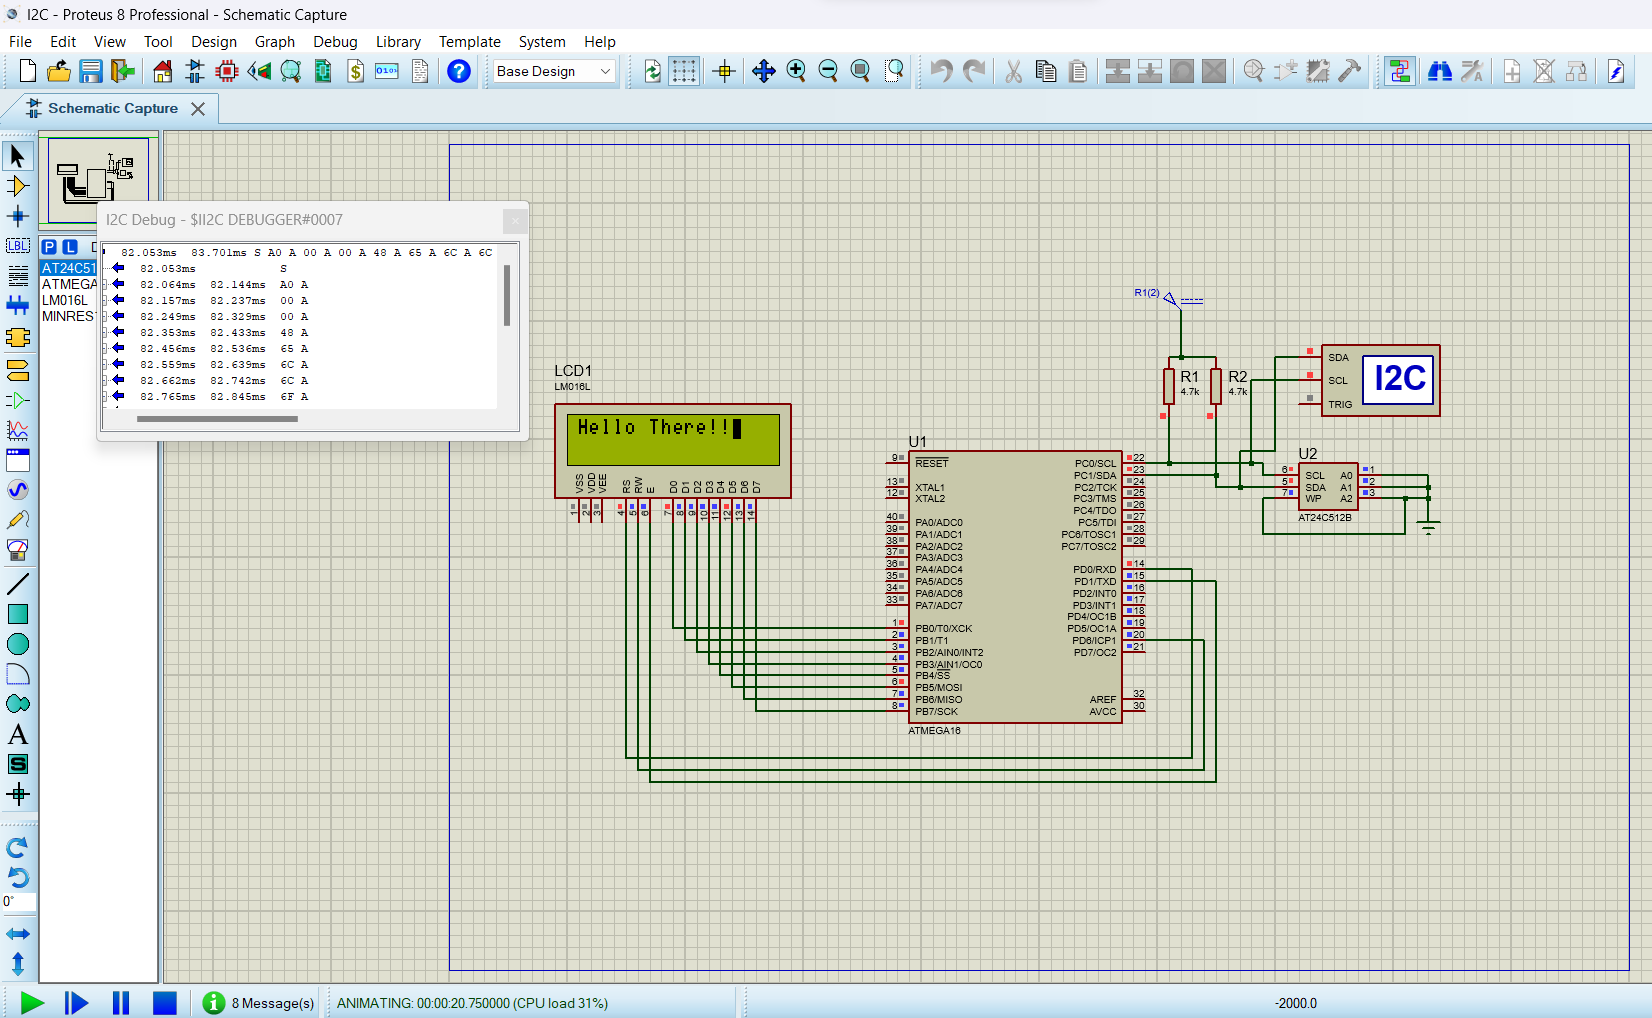 I2C - Proteus 8 Professional - Schematic Capture
File Edit View Tool Design Graph Debug Library Template System Help
Base Design
Schematic Capture
I2C Debug - $II2C DEBUGGER#0007
82.053ms 83.701ms S A0 A 00 A 00 A 48 A 65 A 6C A 6C
82.053ms S
82.064ms 82.144ms A0 A
82.157ms 82.237ms 00 A
82.249ms 82.329ms 00 A
82.353ms 82.433ms 48 A
82.456ms 82.536ms 65 A
82.559ms 82.639ms 6C A
82.662ms 82.742ms 6C A
82.765ms 82.845ms 6F A
P L D
AT24C51
ATMEGA
LM016L
MINRES
LBL
A
S
0°
LCD1
LM016L
Hello There!!
VSS VDD VEE RS RW E D0 D1 D2 D3 D4 D5 D6 D7
1 2 3 4 5 6 7 8 9 10 11 12 13 14
U1
9 RESET
13 XTAL1
12 XTAL2
40 PA0/ADC0
39 PA1/ADC1
38 PA2/ADC2
37 PA3/ADC3
36 PA4/ADC4
35 PA5/ADC5
34 PA6/ADC6
33 PA7/ADC7
1 PB0/T0/XCK
2 PB1/T1
3 PB2/AIN0/INT2
4 PB3/AIN1/OC0
5 PB4/SS
6 PB5/MOSI
7 PB6/MISO
8 PB7/SCK
PC0/SCL 22
PC1/SDA 23
PC2/TCK 24
PC3/TMS 25
PC4/TDO 26
PC5/TDI 27
PC6/TOSC1 28
PC7/TOSC2 29
PD0/RXD 14
PD1/TXD 15
PD2/INT0 16
PD3/INT1 17
PD4/OC1B 18
PD5/OC1A 19
PD6/ICP1 20
PD7/OC2 21
AREF 32
AVCC 30
ATMEGA16
R1(2)
R1
4.7k
R2
4.7k
SDA
SCL
TRIG
I2C
U2
6 SCL A0 1
5 SDA A1 2
7 WP A2 3
AT24C512B
8 Message(s)
ANIMATING: 00:00:20.750000 (CPU load 31%)
-2000.0